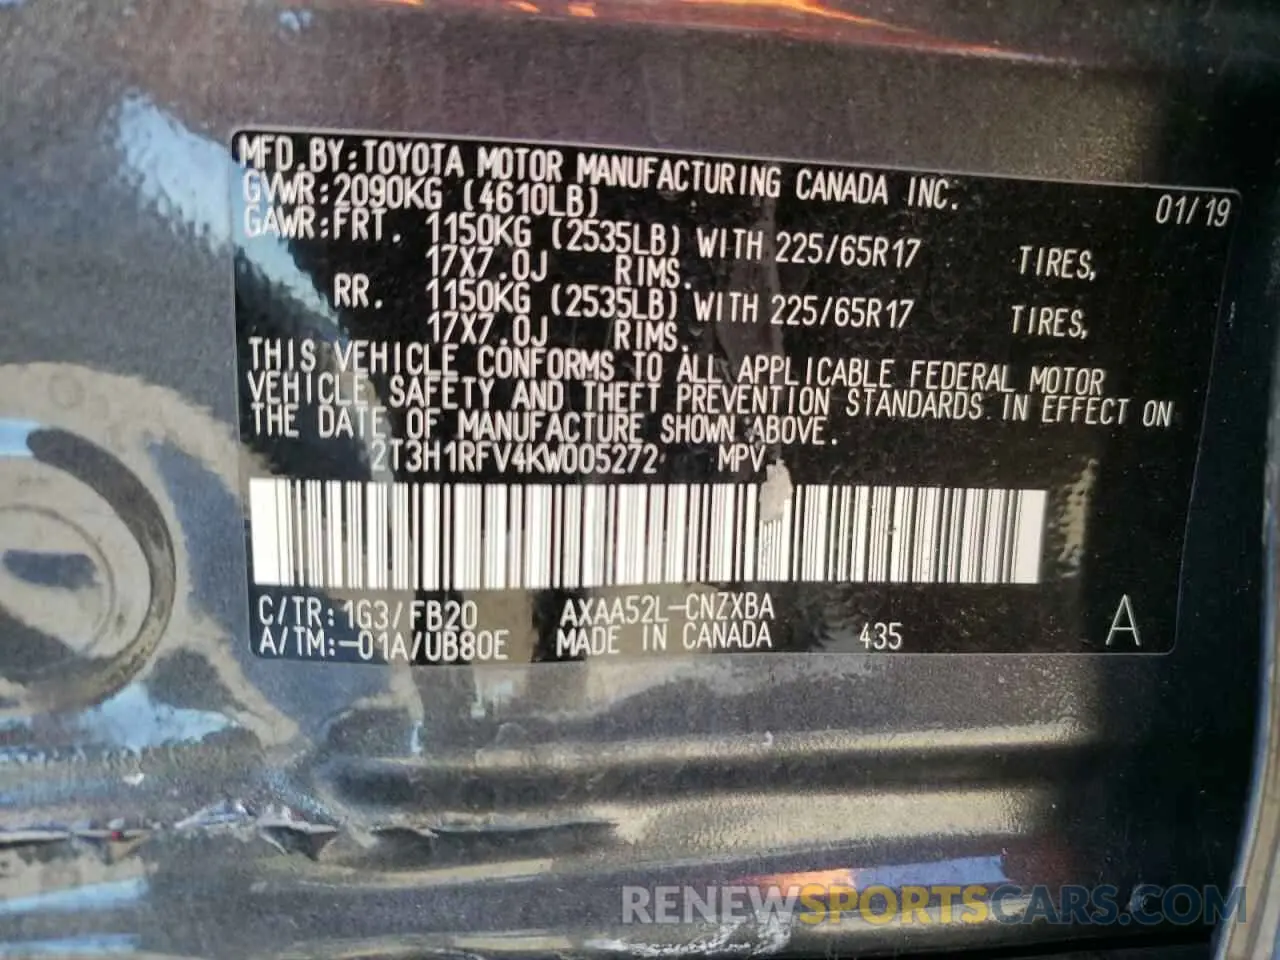 MFD.BY:TOYOTA MOTOR MANUFACTURING CANADA INC. 01/19
GVWR:2090KG (4610LB)
GAWR:FRT. 1150KG (2535LB) WITH 225/65R17 TIRES,
17X7.0J RIMS.
RR. 1150KG (2535LB) WITH 225/65R17 TIRES,
17X7.0J RIMS.
THIS VEHICLE CONFORMS TO ALL APPLICABLE FEDERAL MOTOR
VEHICLE SAFETY AND THEFT PREVENTION STANDARDS IN EFFECT ON
THE DATE OF MANUFACTURE SHOWN ABOVE.
2T3H1RFV4KW005272 MPV
C/TR:1G3/FB20 AXAA52L-CNZXBA
A/TM:-01A/UB80E MADE IN CANADA 435 A
RENEWSPORTSCARS.COM